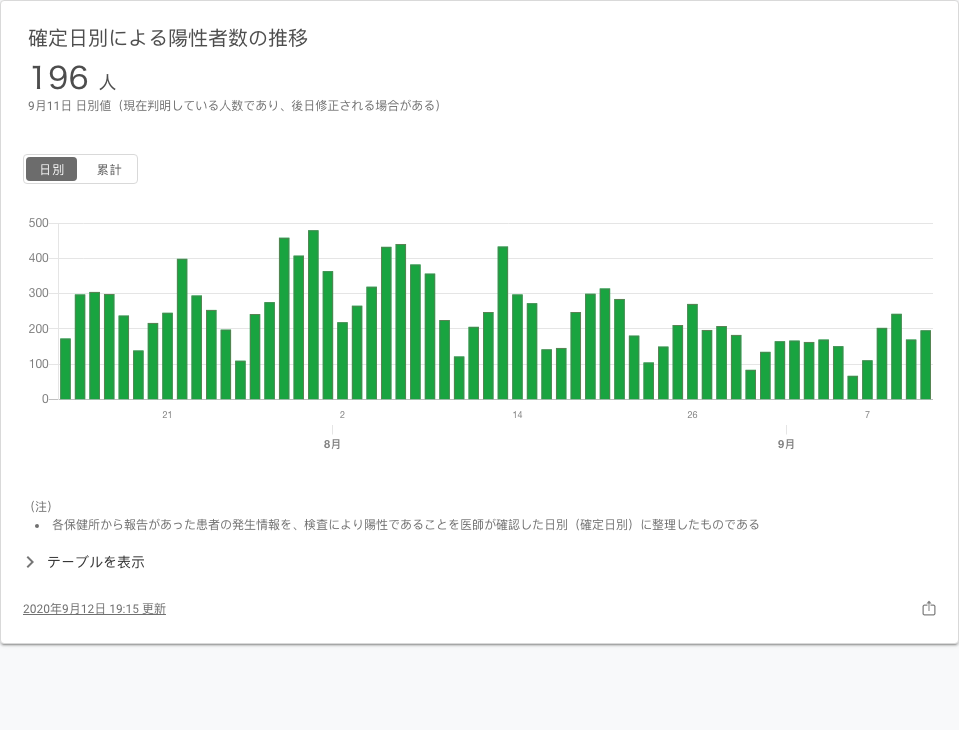 確定日別による陽性者数の推移
196 人
9月11日 日別値（現在判明している人数であり、後日修正される場合がある）
日別 累計
500
400
300
200
100
0
21 2 14 26 7
8月 9月
（注）
• 各保健所から報告があった患者の発生情報を、検査により陽性であることを医師が確認した日別（確定日別）に整理したものである
テーブルを表示
2020年9月12日 19:15 更新